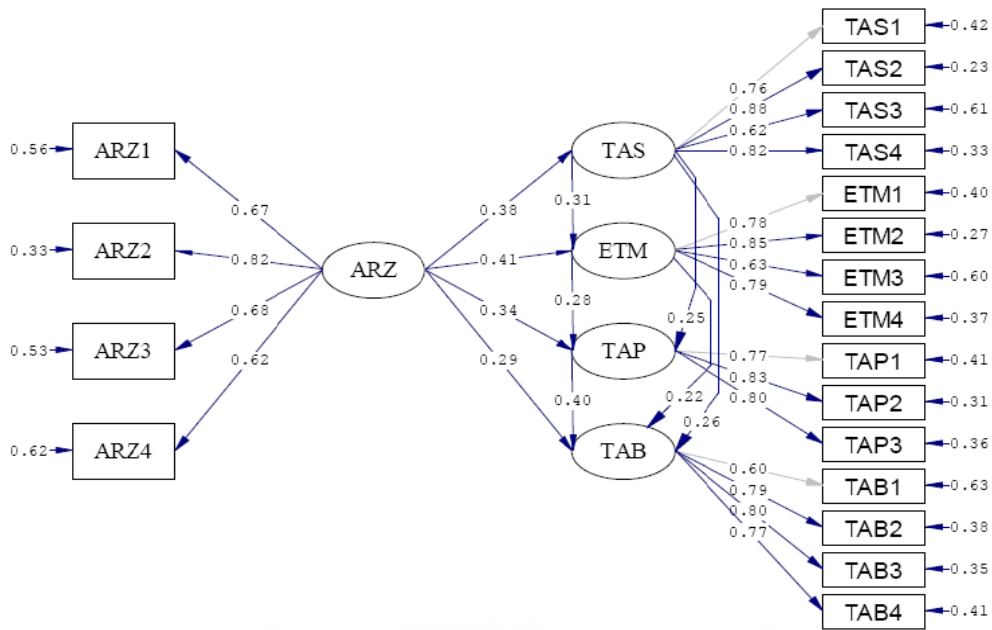 TAS1 0.42
TAS2 0.23
0.76
0.88
TAS3 0.61
0.62
0.56 ARZ1 TAS 0.82 TAS4 0.33
ETM1 0.40
0.67 0.38 0.31
0.78
ETM2 0.27
0.85
0.33 ARZ2 0.82 ARZ 0.41 ETM
ETM3 0.60
0.63
0.79
0.28
ETM4 0.37
0.68 0.34 0.25
0.53 ARZ3 TAP 0.77 TAP1 0.41
0.62 0.29
0.83
TAP2 0.31
0.40 0.22 0.80
0.26
0.62 ARZ4 TAB TAP3 0.36
0.60
TAB1 0.63
0.79
0.80
TAB2 0.38
0.77
TAB3 0.35
TAB4 0.41